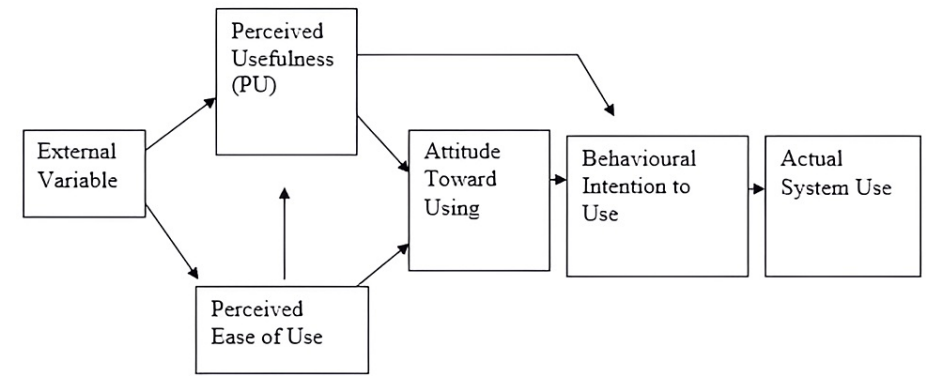 Perceived
Usefulness
(PU)
External
Variable
Attitude
Toward
Using
Behavioural
Intention to
Use
Actual
System Use
Perceived
Ease of Use